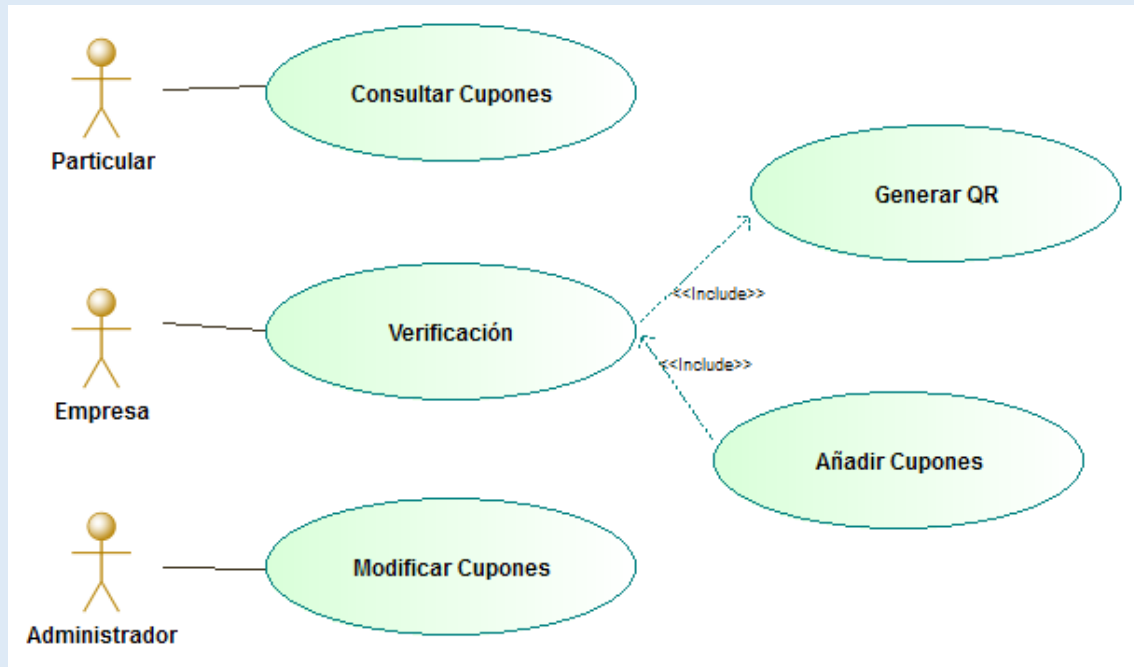 Consultar Cupones
Particular
Generar QR
<<Include>>
Verificación
<<Include>>
Empresa
Añadir Cupones
Modificar Cupones
Administrador